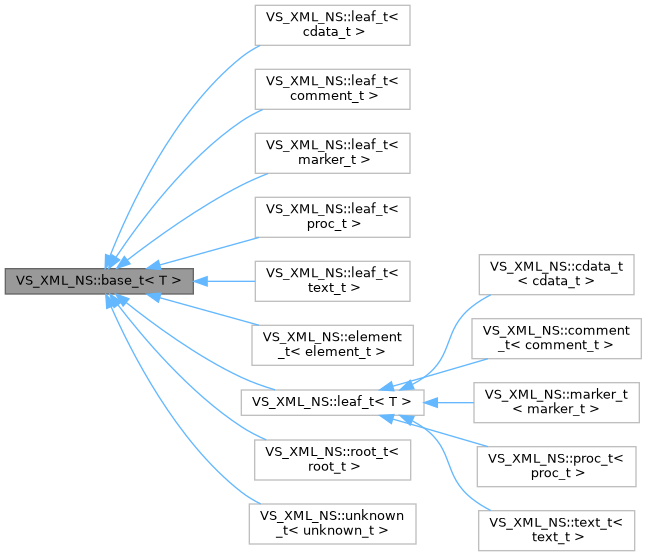 VS_XML_NS::leaf_t<
cdata_t >
VS_XML_NS::leaf_t<
comment_t >
VS_XML_NS::leaf_t<
marker_t >
VS_XML_NS::leaf_t<
proc_t >
VS_XML_NS::base_t< T >
VS_XML_NS::leaf_t<
text_t >
VS_XML_NS::element
_t< element_t >
VS_XML_NS::leaf_t< T >
VS_XML_NS::root_t<
root_t >
VS_XML_NS::unknown
_t< unknown_t >
VS_XML_NS::cdata_t
< cdata_t >
VS_XML_NS::comment
_t< comment_t >
VS_XML_NS::marker_t
< marker_t >
VS_XML_NS::proc_t<
proc_t >
VS_XML_NS::text_t<
text_t >